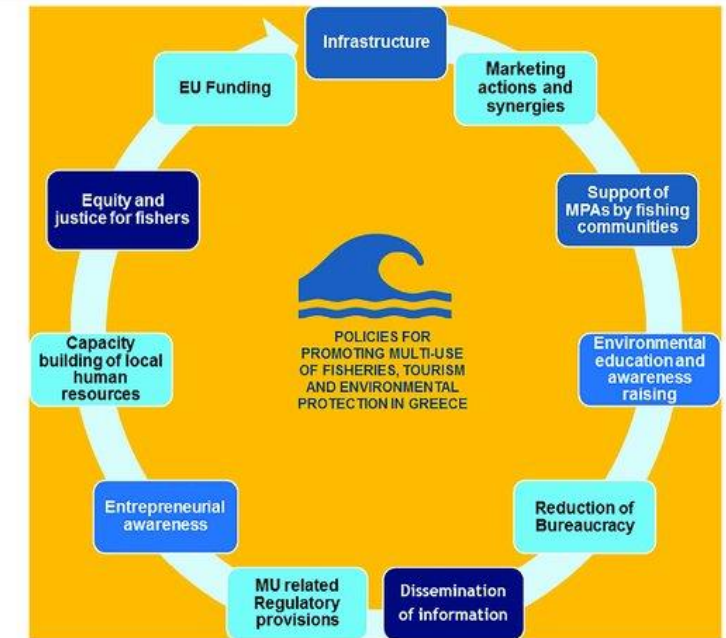 Infrastructure
Marketing
actions and
synergies
Support of
MPAs by fishing
communities
Environmental
education and
awareness
raising
Reduction of
Bureaucracy
Dissemination
of information
MU related
Regulatory
provisions
Entrepreneurial
awareness
Capacity
building of local
human
resources
Equity and
justice for fishers
EU Funding
POLICIES FOR
PROMOTING MULTI-USE
OF FISHERIES, TOURISM
AND ENVIRONMENTAL
PROTECTION IN GREECE